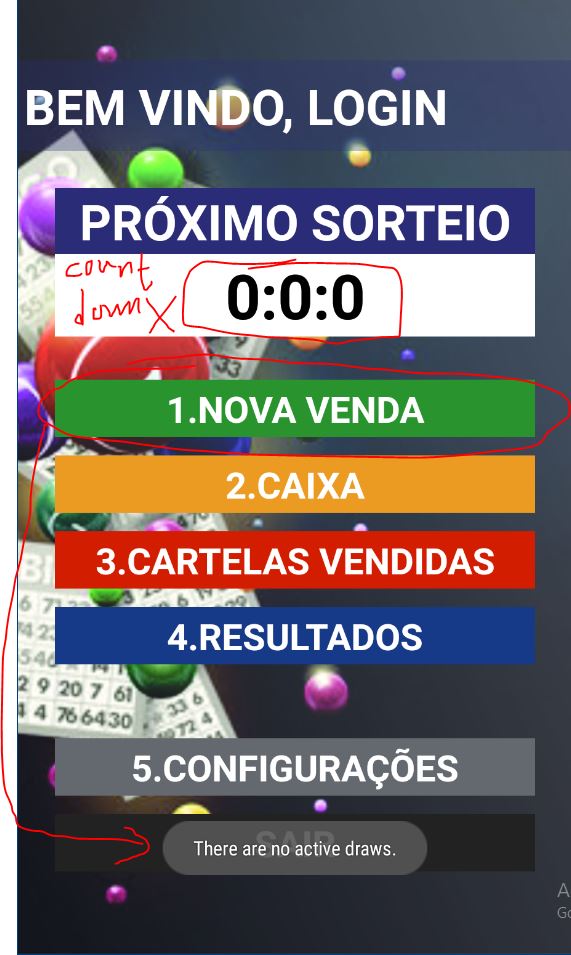 BEM VINDO, LOGIN
PRÓXIMO SORTEIO
count
down X
0:0:0
1.NOVA VENDA
2.CAIXA
3.CARTELAS VENDIDAS
4.RESULTADOS
5.CONFIGURAÇÕES
SAIR
There are no active draws.